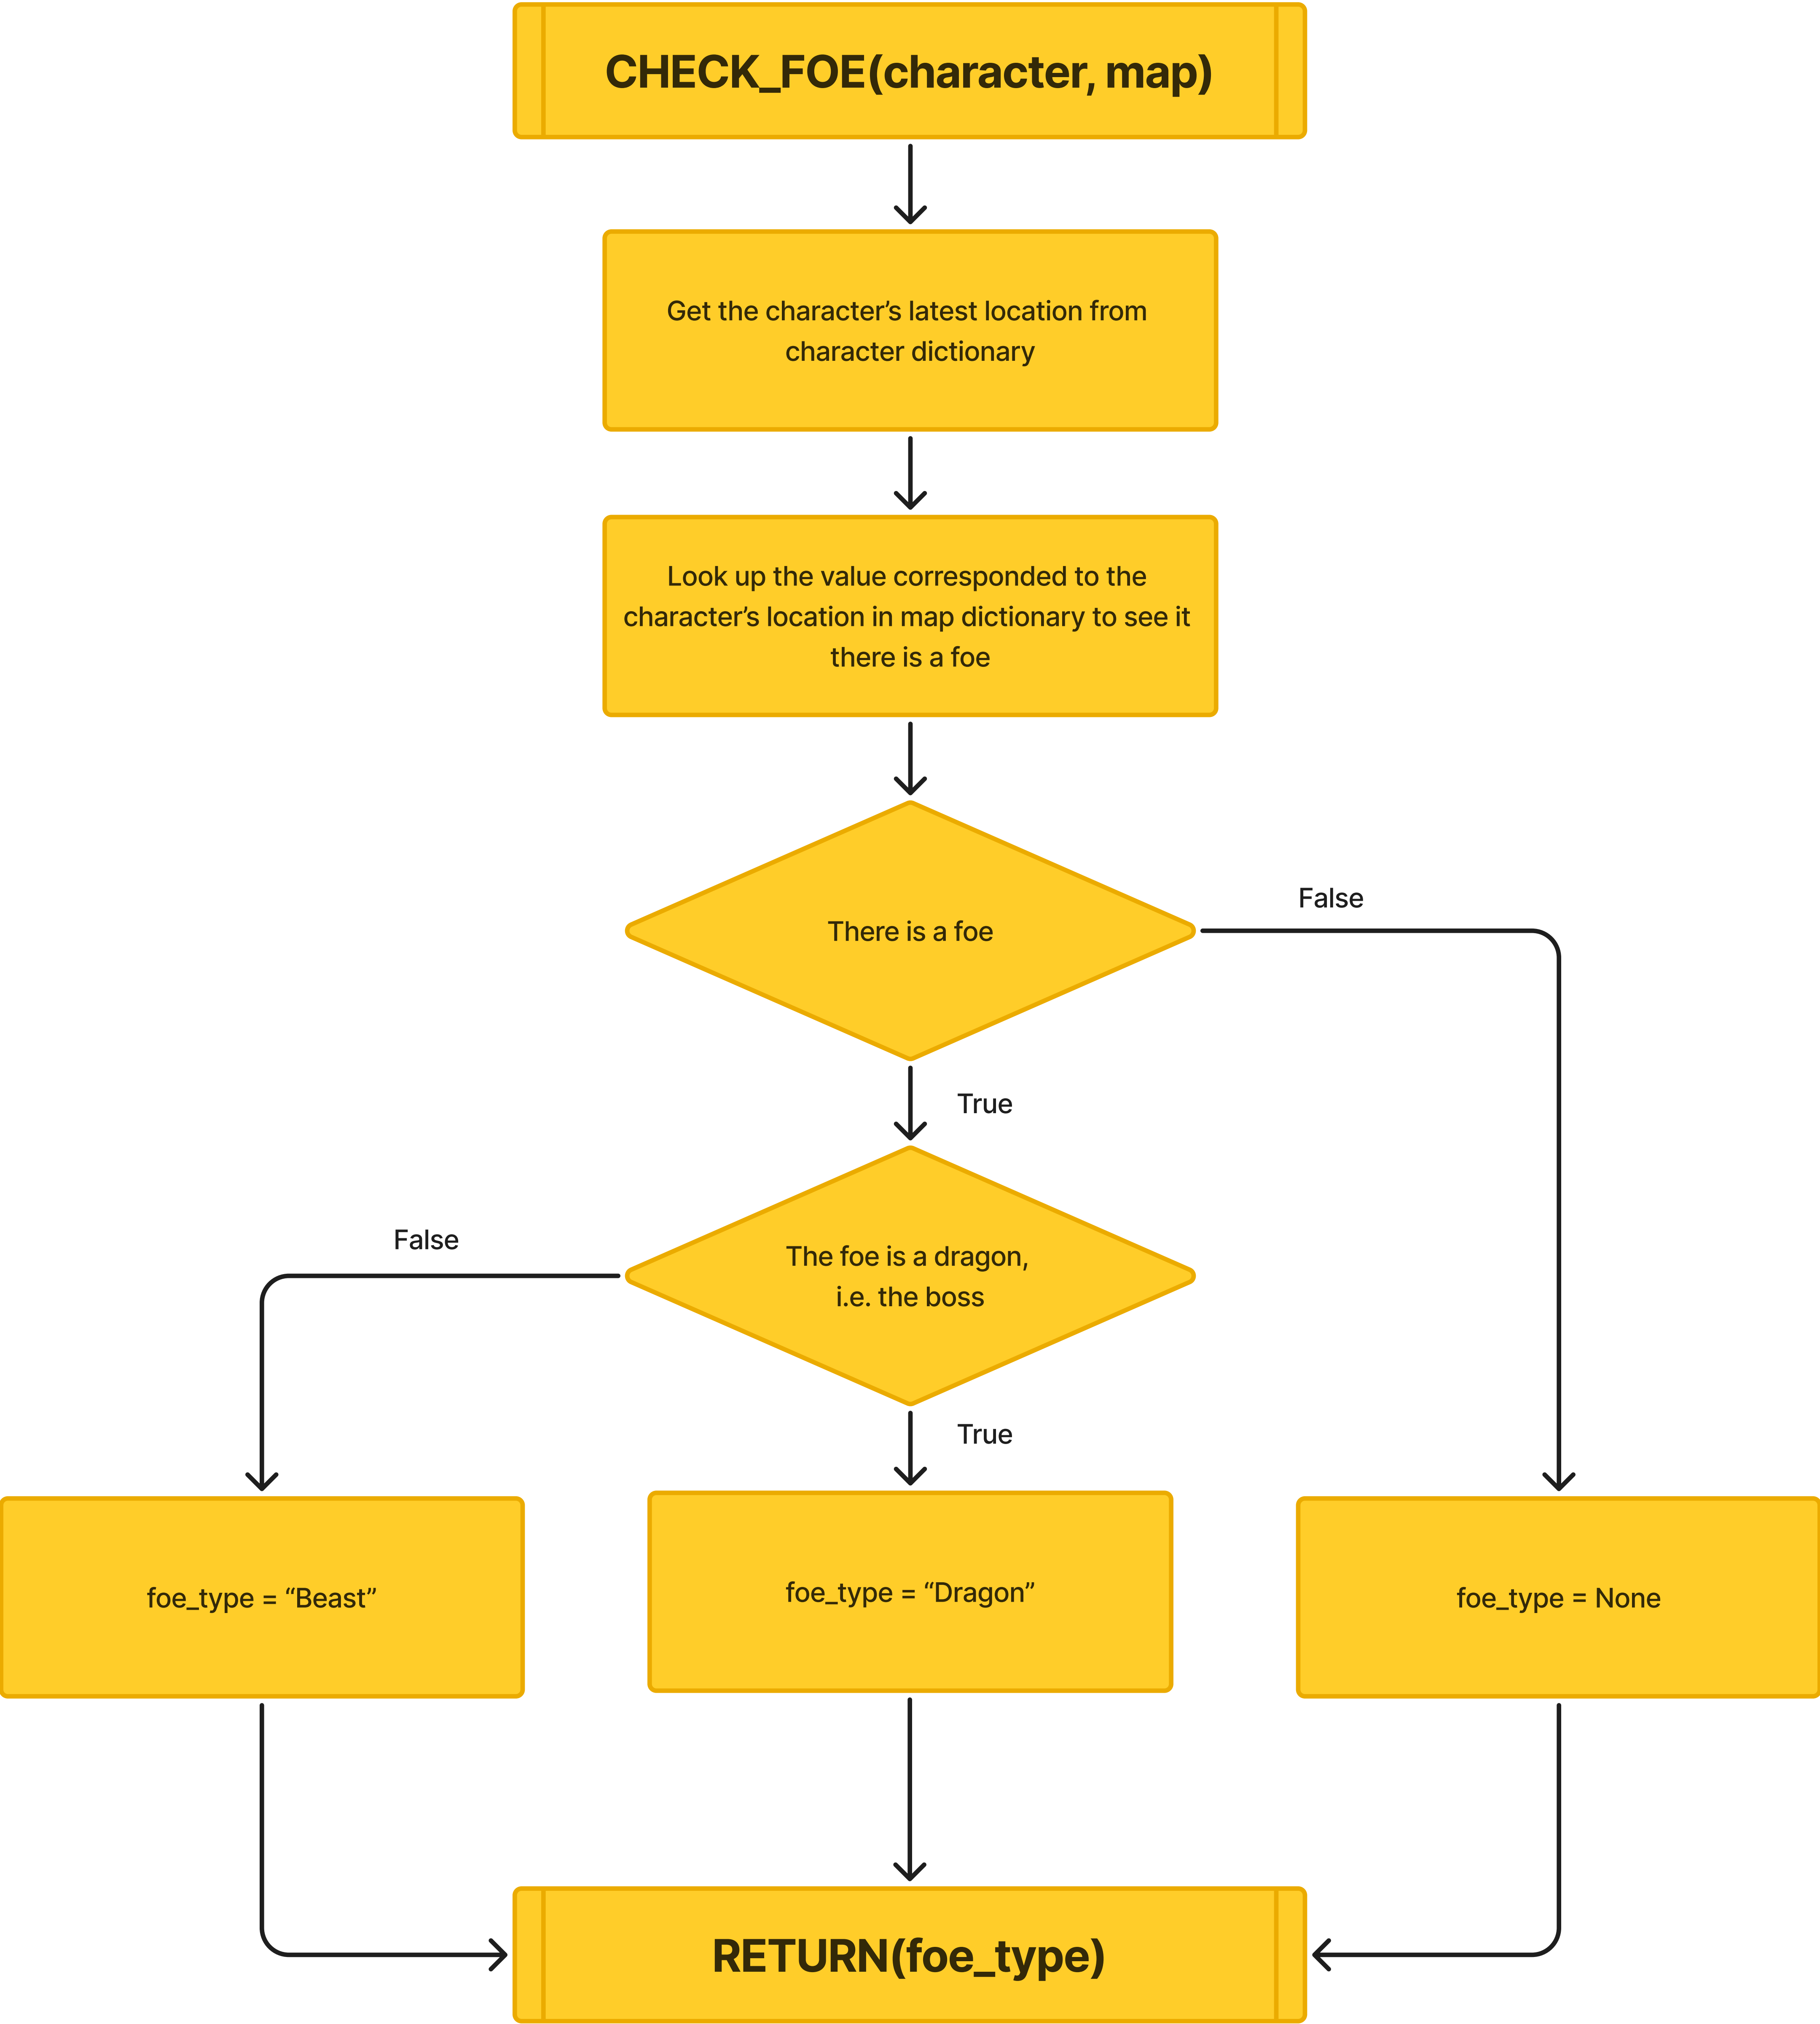 CHECK_FOE(character, map)
Get the character’s latest location from
character dictionary
Look up the value corresponded to the
character’s location in map dictionary to see it
there is a foe
There is a foe
False
True
The foe is a dragon,
i.e. the boss
False
True
foe_type = “Beast”
foe_type = “Dragon”
foe_type = None
RETURN(foe_type)